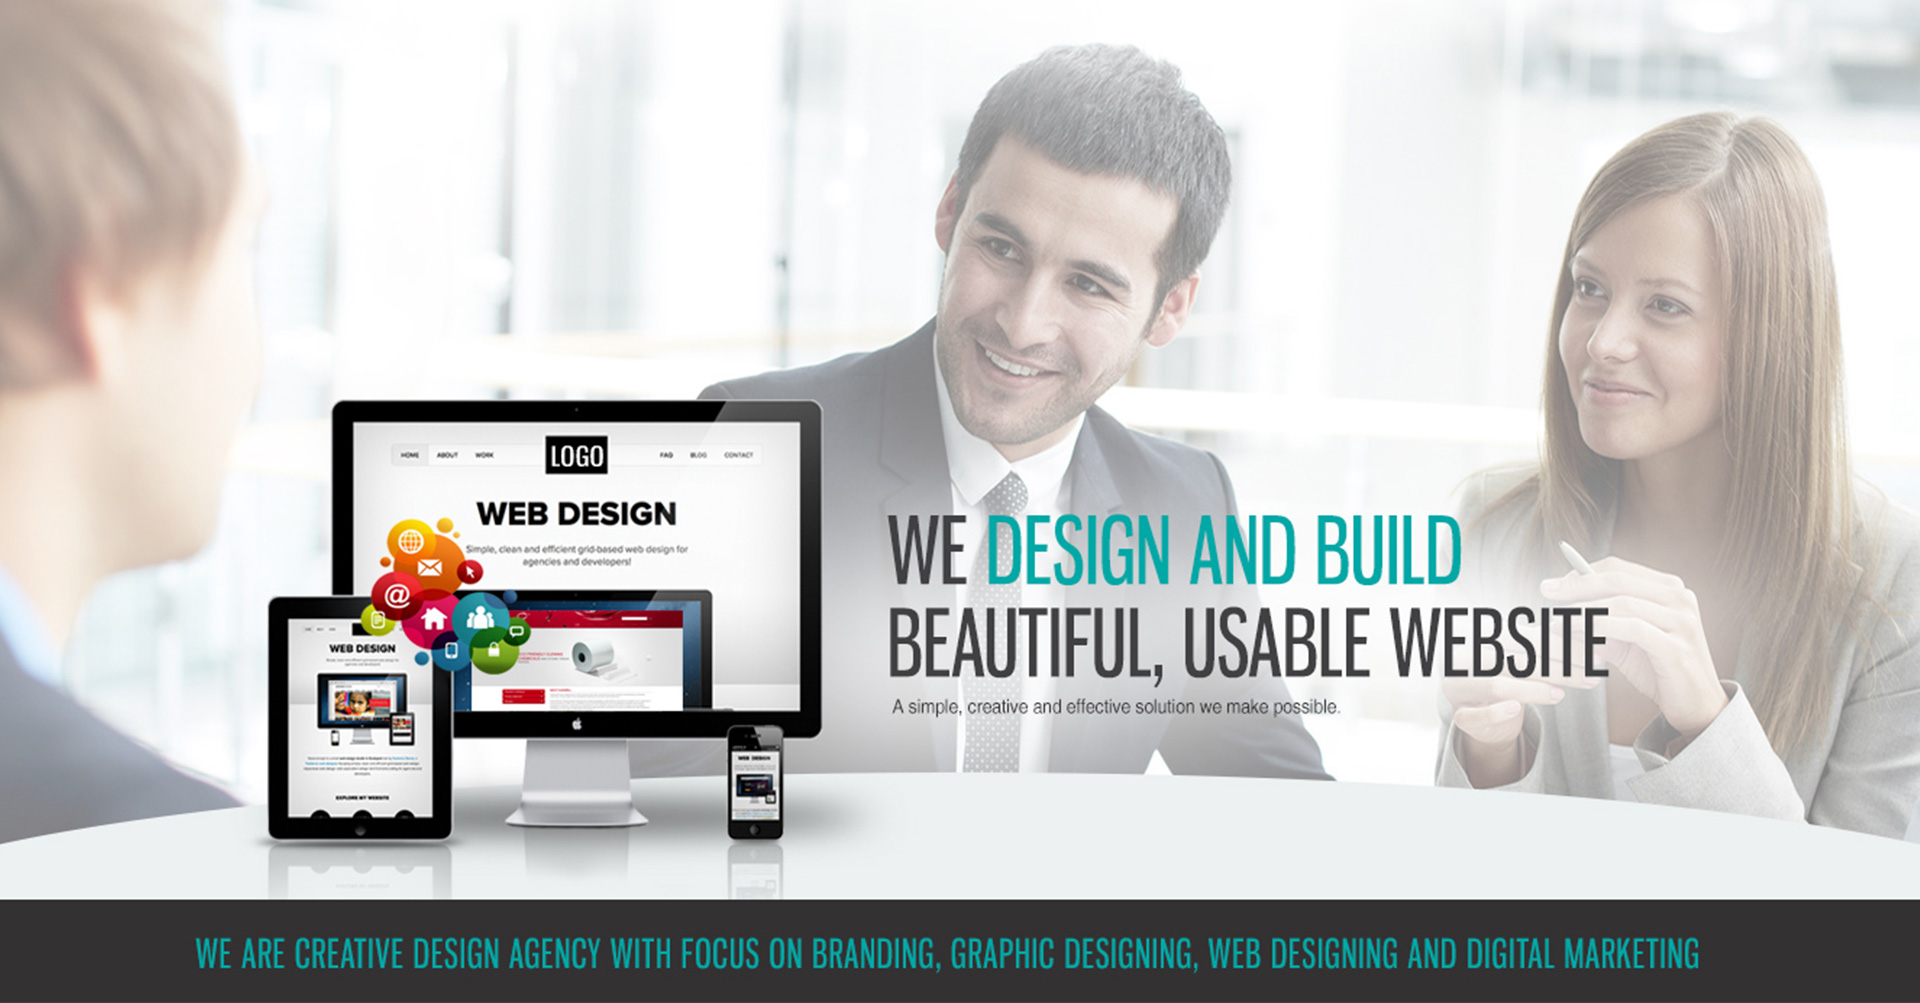 HOME ABOUT WORK LOGO FAQ BLOG CONTACT
WEB DESIGN
Simple, clean and efficient grid-based web design for
agencies and developers!
WEB DESIGN
EXPLORE MY WEBSITE
WEB DESIGN
WE DESIGN AND BUILD
BEAUTIFUL, USABLE WEBSITE
A simple, creative and effective solution we make possible.
WE ARE CREATIVE DESIGN AGENCY WITH FOCUS ON BRANDING, GRAPHIC DESIGNING, WEB DESIGNING AND DIGITAL MARKETING